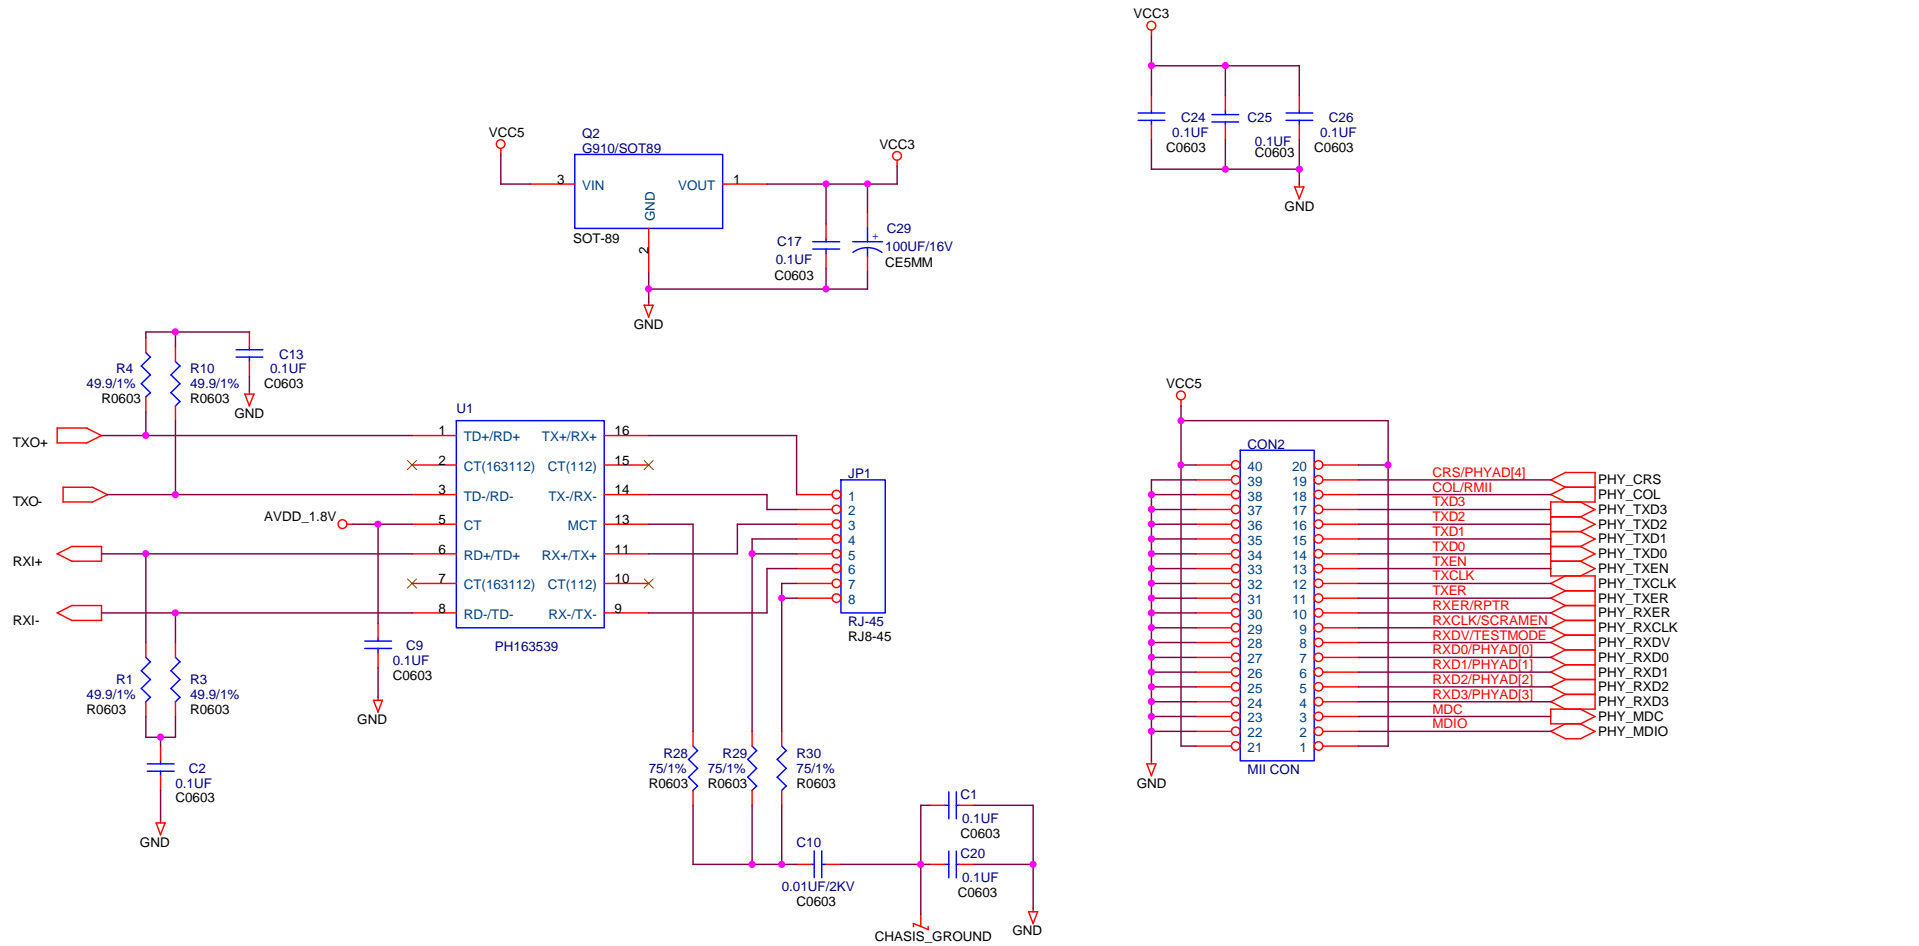 VCC3
C24
0.1UF
C0603
C25
0.1UF
C0603
C26
0.1UF
C0603
GND
VCC5
Q2
G910/SOT89
3
VIN
VOUT
1
GND
2
SOT-89
VCC3
C17
0.1UF
C0603
+
C29
100UF/16V
CE5MM
GND
R4
49.9/1%
R0603
R10
49.9/1%
R0603
C13
0.1UF
C0603
GND
TXO+
TXO-
AVDD_1.8V
RXI+
RXI-
U1
1 TD+/RD+ TX+/RX+ 16
2 CT(163112) CT(112) 15
3 TD-/RD- TX-/RX- 14
5 CT MCT 13
6 RD+/TD+ RX+/TX+ 11
7 CT(163112) CT(112) 10
8 RD-/TD- RX-/TX- 9
PH163539
JP1
1
2
3
4
5
6
7
8
RJ-45
RJ8-45
C9
0.1UF
C0603
GND
R1
49.9/1%
R0603
R3
49.9/1%
R0603
C2
0.1UF
C0603
GND
R28
75/1%
R0603
R29
75/1%
R0603
R30
75/1%
R0603
C10
0.01UF/2KV
C0603
C1
0.1UF
C0603
C20
0.1UF
C0603
CHASIS_GROUND
GND
VCC5
CON2
40 20
39 19 CRS/PHYAD[4] PHY_CRS
38 18 COL/RMII PHY_COL
37 17 TXD3 PHY_TXD3
36 16 TXD2 PHY_TXD2
35 15 TXD1 PHY_TXD1
34 14 TXD0 PHY_TXD0
33 13 TXEN PHY_TXEN
32 12 TXCLK PHY_TXCLK
31 11 TXER PHY_TXER
30 10 RXER/RPTR PHY_RXER
29 9 RXCLK/SCRAMEN PHY_RXCLK
28 8 RXDV/TESTMODE PHY_RXDV
27 7 RXD0/PHYAD[0] PHY_RXD0
26 6 RXD1/PHYAD[1] PHY_RXD1
25 5 RXD2/PHYAD[2] PHY_RXD2
24 4 RXD3/PHYAD[3] PHY_RXD3
23 3 MDC PHY_MDC
22 2 MDIO PHY_MDIO
21 1
MII CON
GND